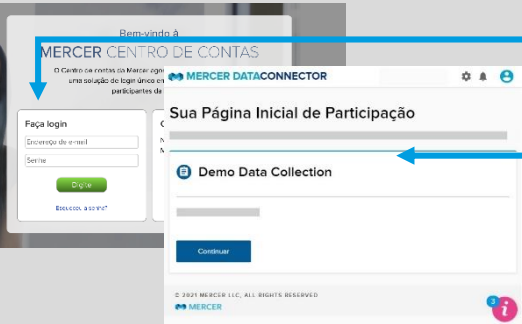 Bem-vindo à
MERCER CENTRO DE CONTAS
O Centro de contas da Mercer
uma solução de login único
participantes da
Faça login
Endereço de e-mail
Senha
Digite
Esqueceu a senha?
MERCER DATACONNECTOR
Sua Página Inicial de Participação
Demo Data Collection
Continuar
© 2021 MERCER LLC, ALL RIGHTS RESERVED
MERCER
3
i